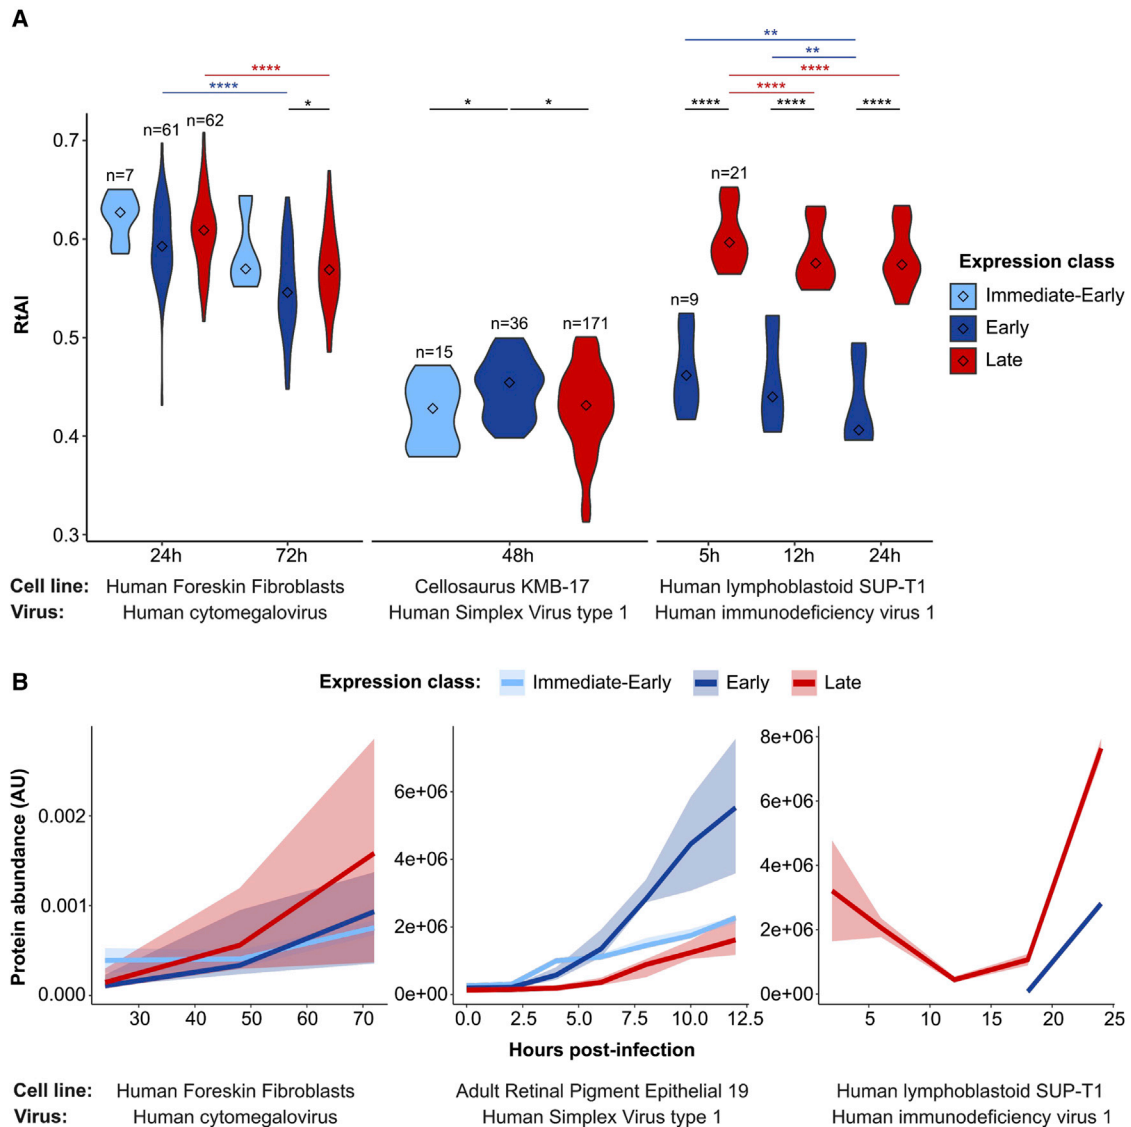 A
** 
**
**** ****
**** ****
* * * **** **** ****
RtAI
0.7
0.6
0.5
0.4
0.3
n=7 n=61 n=62
n=15 n=36 n=171
n=9 n=21
Expression class
Immediate-Early
Early
Late
24h 72h 48h 5h 12h 24h
Cell line: Human Foreskin Fibroblasts Cellosaurus KMB-17 Human lymphoblastoid SUP-T1
Virus: Human cytomegalovirus Human Simplex Virus type 1 Human immunodeficiency virus 1
B
Expression class: Immediate-Early Early Late
Protein abundance (AU)
0.002
0.001
0.000
30 40 50 60 70
6e+06
4e+06
2e+06
0e+00
0.0 2.5 5.0 7.5 10.0 12.5
8e+06
6e+06
4e+06
2e+06
0e+00
5 10 15 20 25
Hours post-infection
Cell line: Human Foreskin Fibroblasts Adult Retinal Pigment Epithelial 19 Human lymphoblastoid SUP-T1
Virus: Human cytomegalovirus Human Simplex Virus type 1 Human immunodeficiency virus 1